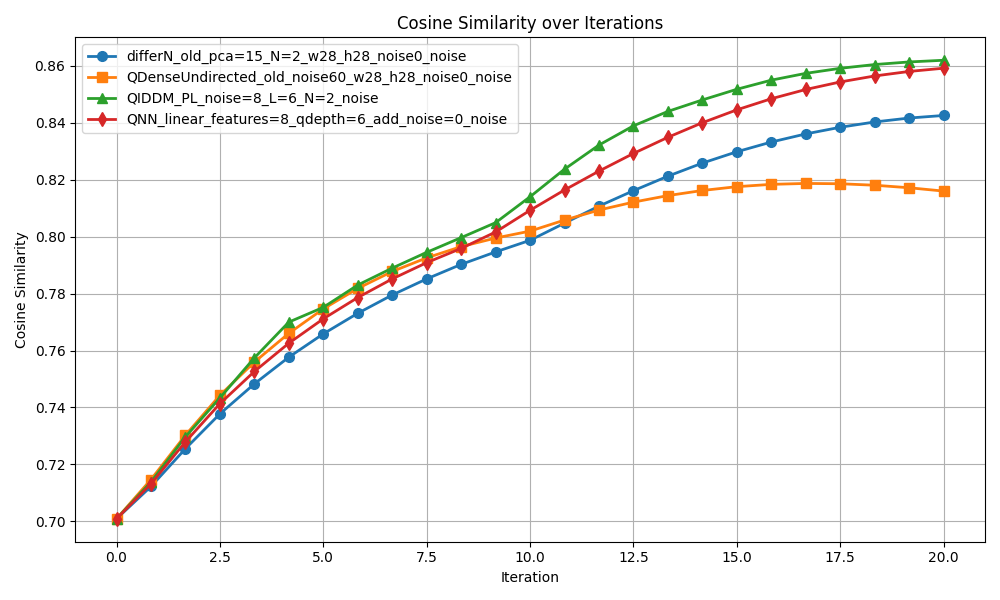 Cosine Similarity over Iterations
differN_old_pca=15_N=2_w28_h28_noise0_noise
QDenseUndirected_old_noise60_w28_h28_noise0_noise
QIDDM_PL_noise=8_L=6_N=2_noise
QNN_linear_features=8_qdepth=6_add_noise=0_noise
Cosine Similarity
0.86
0.84
0.82
0.80
0.78
0.76
0.74
0.72
0.70
0.0 2.5 5.0 7.5 10.0 12.5 15.0 17.5 20.0
Iteration